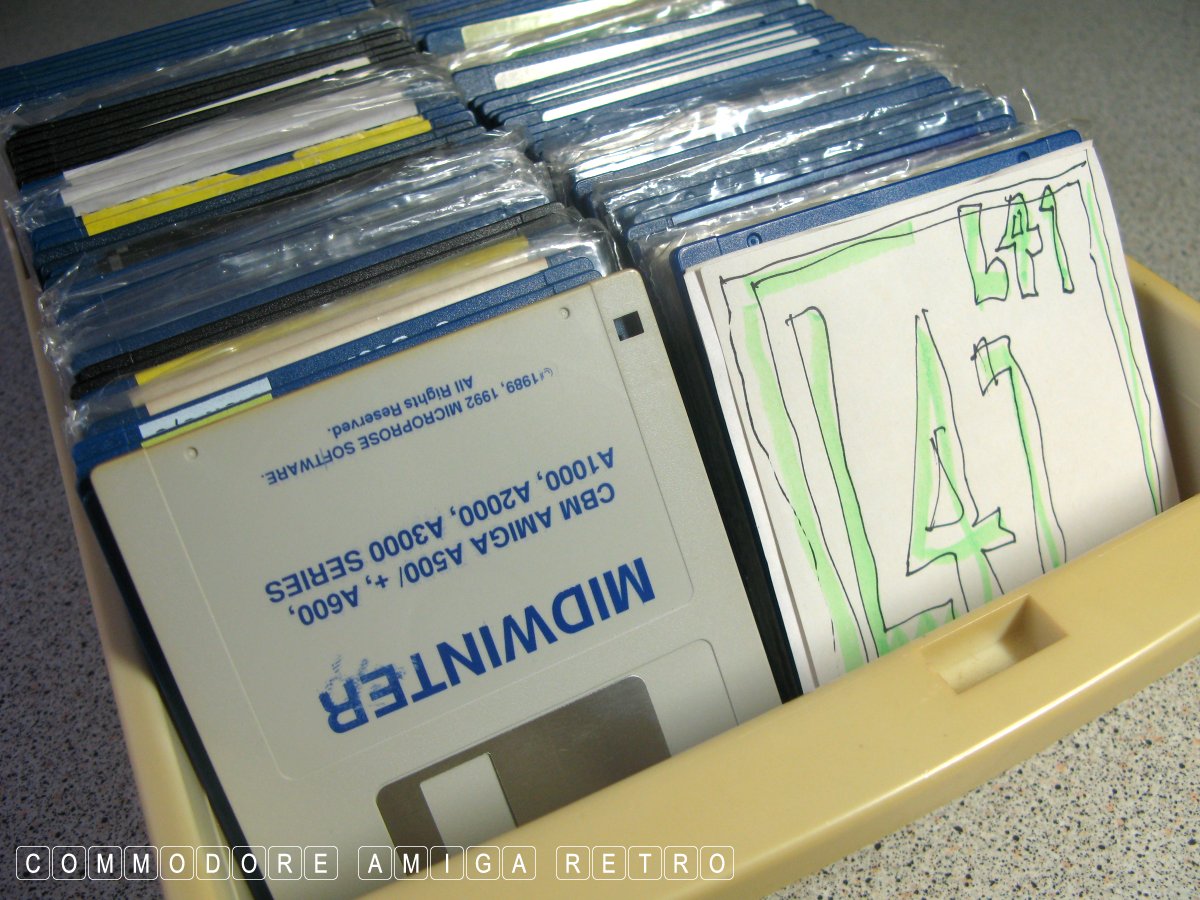 MIDWINTER
CBM AMIGA A500/+, A600,
A1000, A2000, A3000 SERIES
©1989, 1992 MICROPROSE SOFTWARE.
All Rights Reserved.
L41
L41
COMMODORE AMIGA RETRO